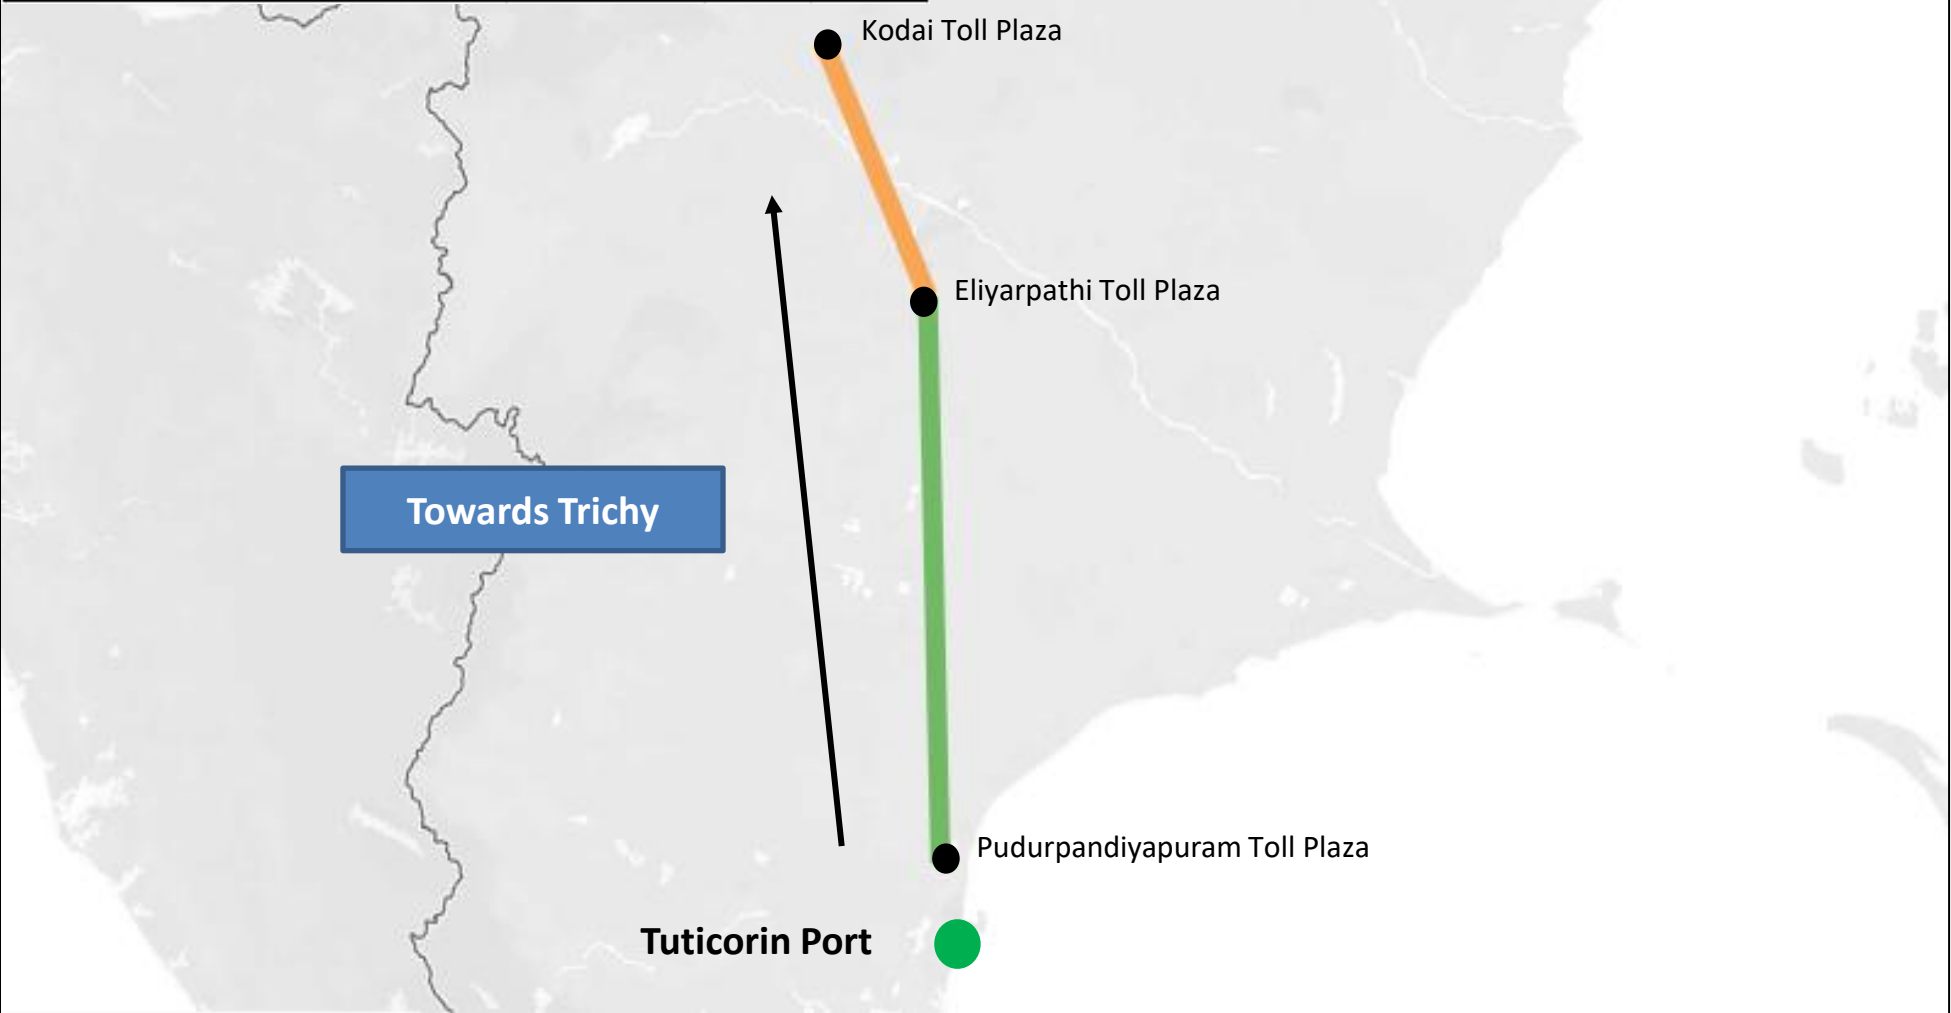 Kodai Toll Plaza
Eliyarpathi Toll Plaza
Towards Trichy
Pudurpandiyapuram Toll Plaza
Tuticorin Port